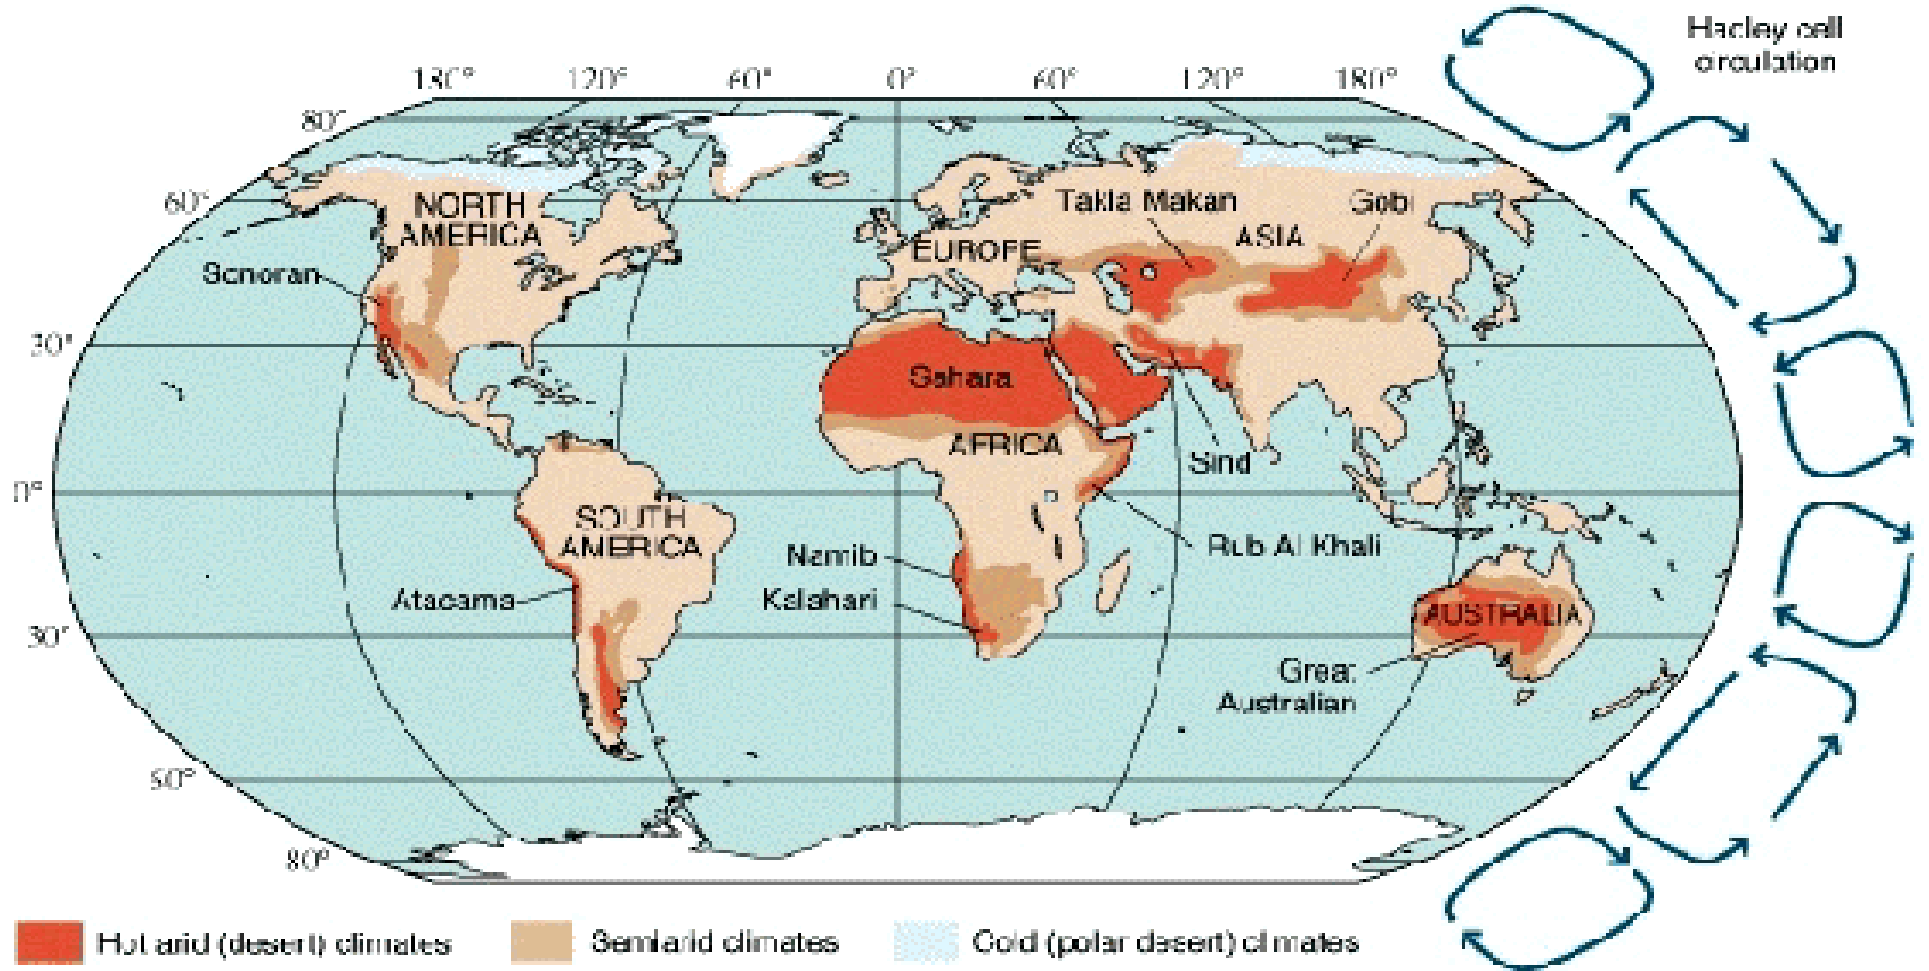 Hadley cell
circulation
180° 120° 60° 0° 60° 120° 180°
80°
60°
NORTH
AMERICA
Takla Makan
Gobi
EUROPE
ASIA
Sonoran
30°
Sahara
AFRICA
Sind
0°
SOUTH
AMERICA
Namib
Rub Al Khali
Atacama
Kalahari
AUSTRALIA
30°
Great
Australian
60°
80°
Hot arid (desert) climates
Semiarid climates
Cold (polar desert) climates